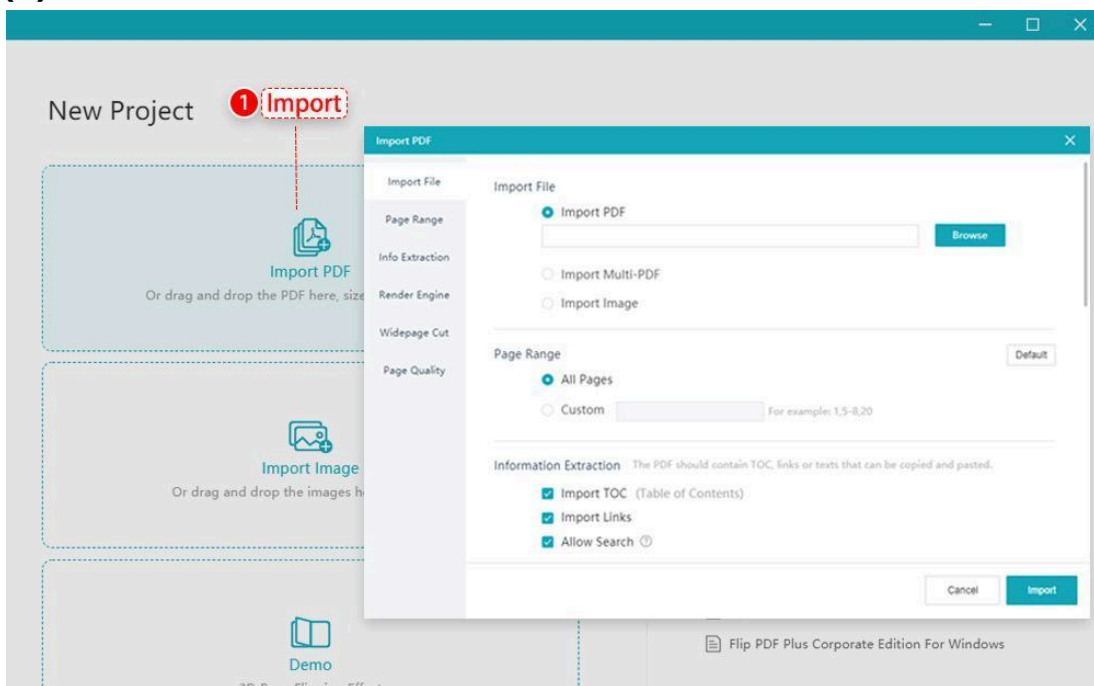 New Project
1 Import
Import PDF
Or drag and drop the PDF here, size
Import Image
Or drag and drop the images h
Demo
Import PDF
Import File
Page Range
Info Extraction
Render Engine
Widepage Cut
Page Quality
Import File
Import PDF
Browse
Import Multi-PDF
Import Image
Page Range
Default
All Pages
Custom
For example: 1,5-8,20
Information Extraction The PDF should contain TOC, links or texts that can be copied and pasted.
Import TOC (Table of Contents)
Import Links
Allow Search
Cancel
Import
Flip PDF Plus Corporate Edition For Windows